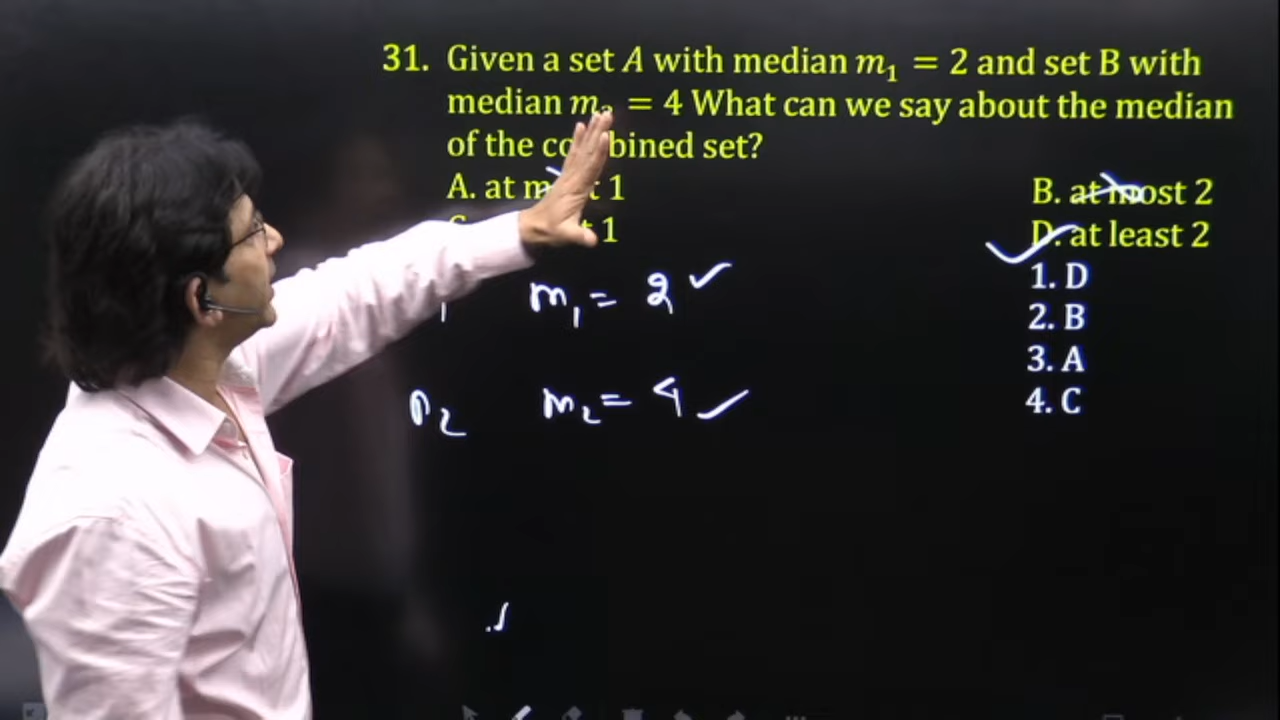 31. Given a set A with median m₁ = 2 and set B with
median = 4 What can we say about the median
of the set?
A. at 1
B. at most 2
1
D. at least 2
1. D
m₁ = 2
2. B
3. A
n₂ m₂ = 4
4. C